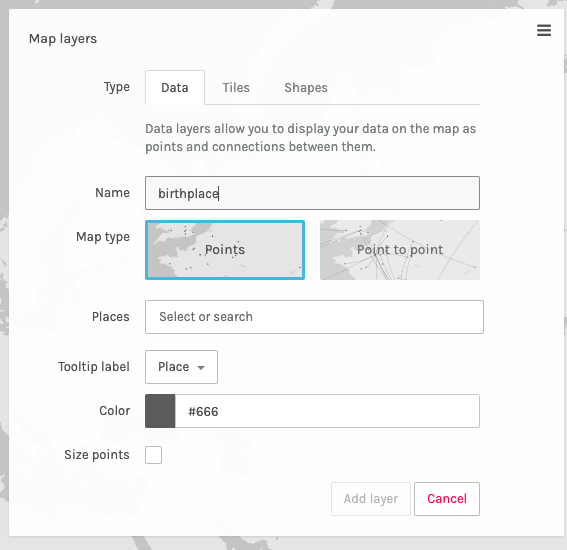 Map layers
Type
Data
Tiles
Shapes
Data layers allow you to display your data on the map as
points and connections between them.
Name
birthplace
Map type
Points
Point to point
Places
Select or search
Tooltip label
Place
Color
#666
Size points
Add layer
Cancel